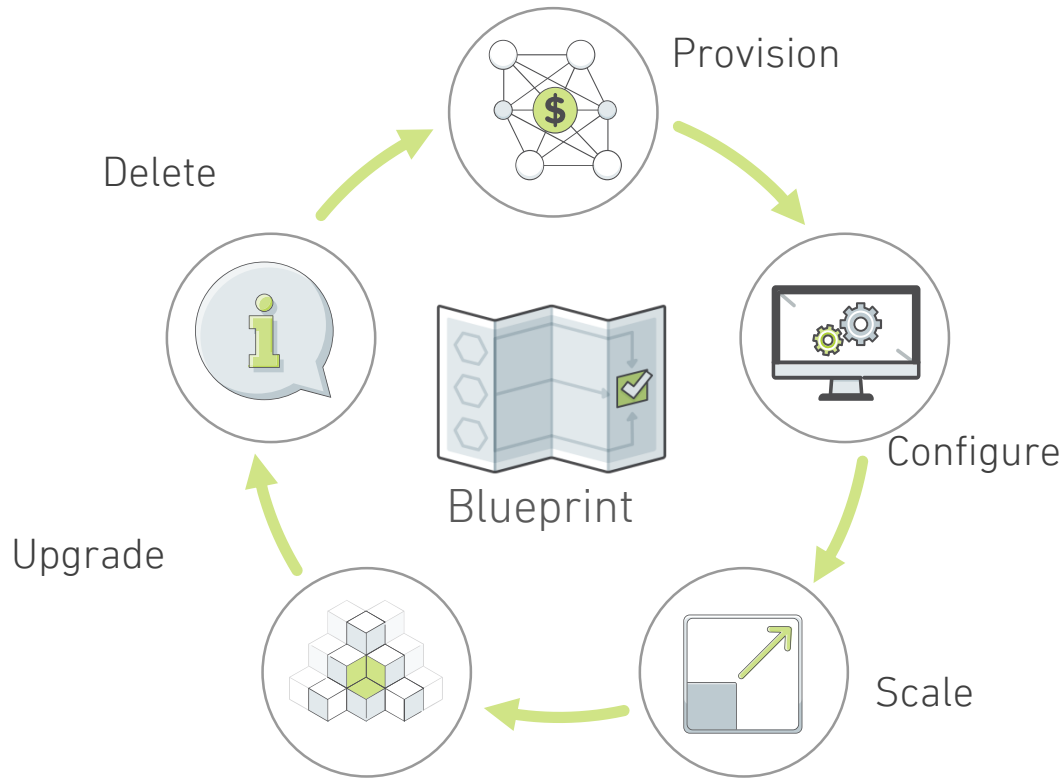 Provision
Delete
$
i
Configure
Blueprint
Upgrade
Scale